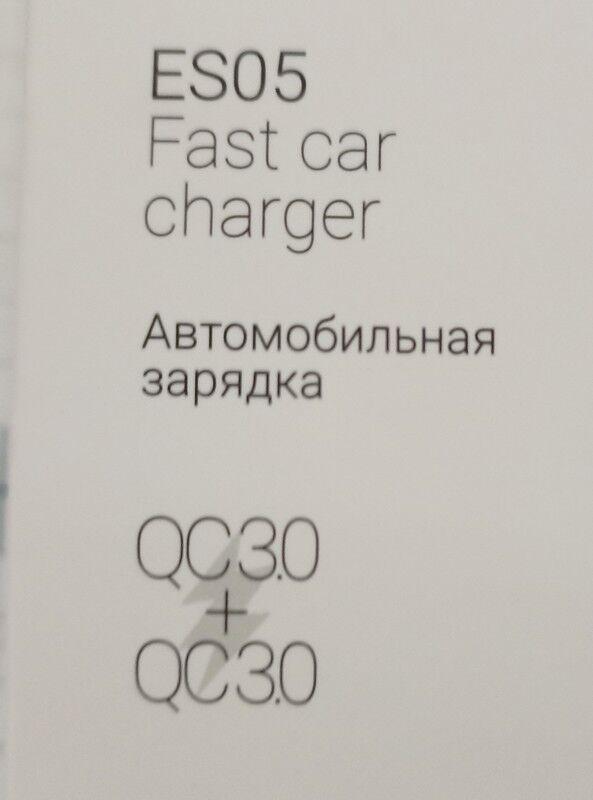 ES05
Fast car
charger
Автомобильная
зарядка
QC3.0
+
QC3.0